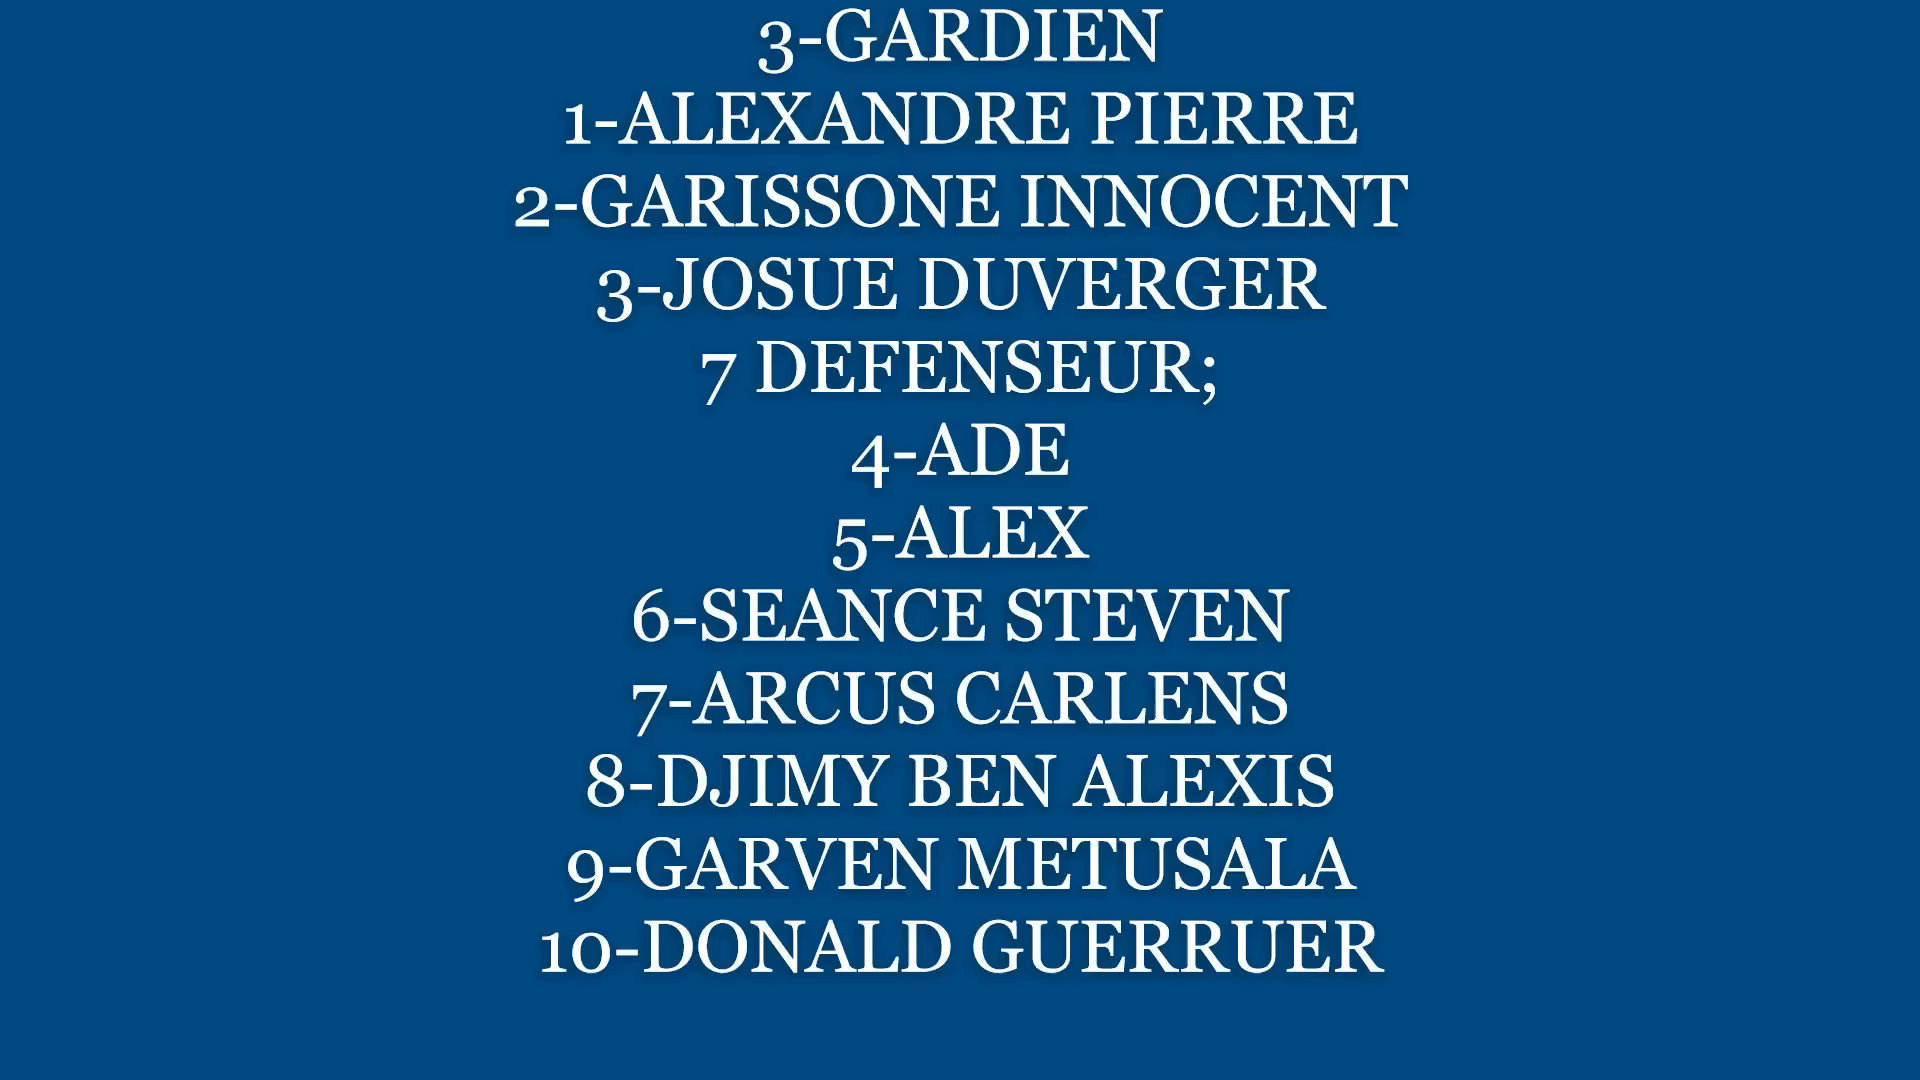 3-GARDIEN
1-ALEXANDRE PIERRE
2-GARISSONE INNOCENT
3-JOSUE DUVERGER
7 DEFENSEUR;
4-ADE
5-ALEX
6-SEANCE STEVEN
7-ARCUS CARLENS
8-DJIMY BEN ALEXIS
9-GARVEN METUSALA
10-DONALD GUERRUER